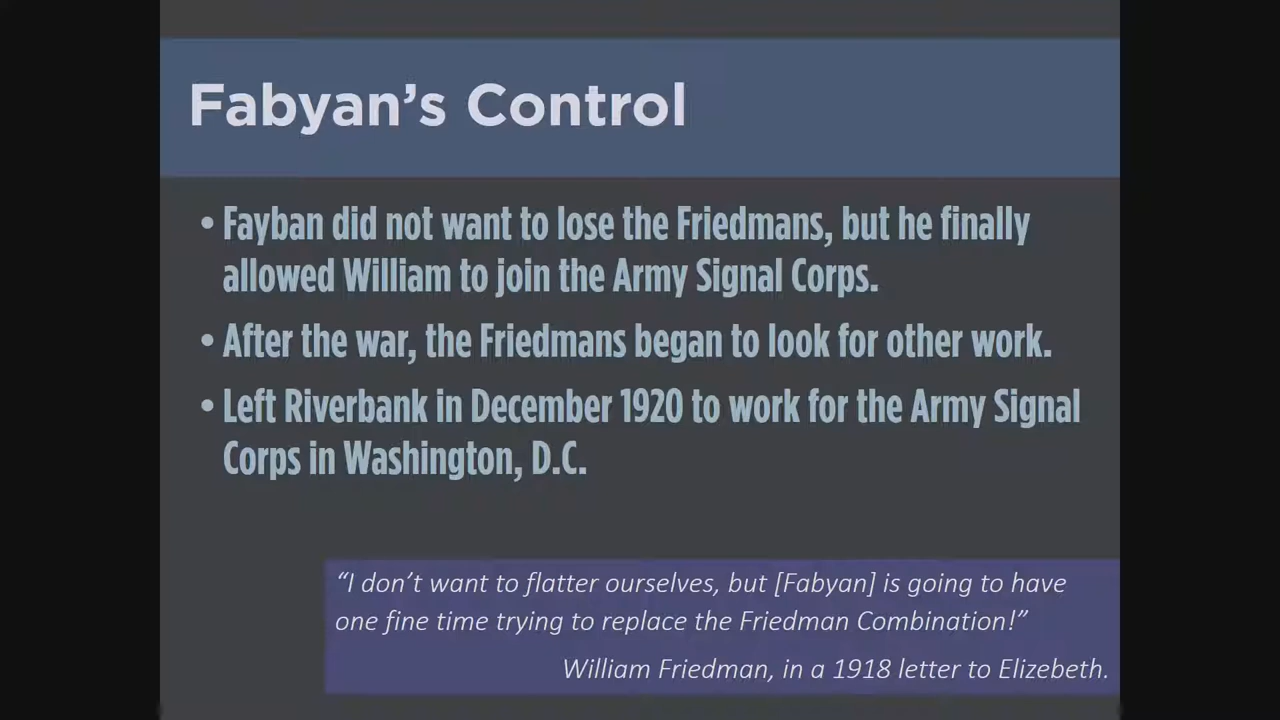 Fabyan’s Control
• Fayban did not want to lose the Friedmans, but he finally
allowed William to join the Army Signal Corps.
• After the war, the Friedmans began to look for other work.
• Left Riverbank in December 1920 to work for the Army Signal
Corps in Washington, D.C.
“I don’t want to flatter ourselves, but [Fabyan] is going to have
one fine time trying to replace the Friedman Combination!”
William Friedman, in a 1918 letter to Elizebeth.